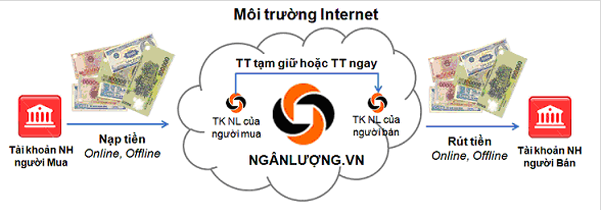 Môi trường Internet
TT tạm giữ hoặc TT ngay
TK NL của
người mua
TK NL của
người bán
NGÂNLƯỢNG.VN
Tài khoản NH
người Mua
Nạp tiền
Online, Offline
Rút tiền
Online, Offline
Tài khoản NH
người Bán